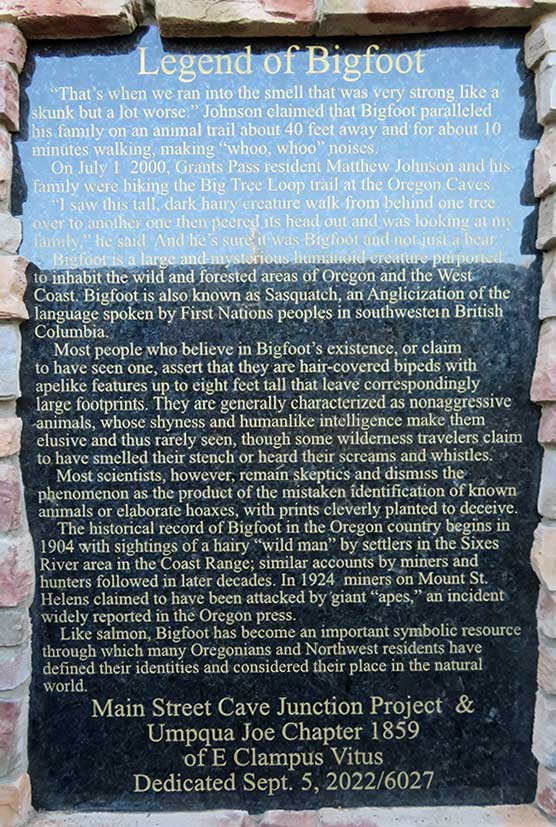 Legend of Bigfoot
"That's when we ran into the smell that was very strong like a
skunk but a lot worse." Johnson claimed that Bigfoot paralleled
his family on an animal trail about 40 feet away and for about 10
minutes walking, making "whoo, whoo" noises.
On July 1 2000, Grants Pass resident Matthew Johnson and his
family were hiking the Big Tree Loop trail at the Oregon Caves.
"I saw this tall, dark hairy creature walk from behind one tree
over to another one then peered its head out and was looking at my
family," he said. And he's sure it was Bigfoot and not just a bear.
Bigfoot is a large and mysterious humanoid creature purported
to inhabit the wild and forested areas of Oregon and the West
Coast. Bigfoot is also known as Sasquatch, an Anglicization of the
language spoken by First Nations peoples in southwestern British
Columbia.
Most people who believe in Bigfoot's existence, or claim
to have seen one, assert that they are hair-covered bipeds with
apelike features up to eight feet tall that leave correspondingly
large footprints. They are generally characterized as nonaggressive
animals, whose shyness and humanlike intelligence make them
elusive and thus rarely seen, though some wilderness travelers claim
to have smelled their stench or heard their screams and whistles.
Most scientists, however, remain skeptics and dismiss the
phenomenon as the product of the mistaken identification of known
animals or elaborate hoaxes, with prints cleverly planted to deceive.
The historical record of Bigfoot in the Oregon country begins in
1904 with sightings of a hairy "wild man" by settlers in the Sixes
River area in the Coast Range; similar accounts by miners and
hunters followed in later decades. In 1924 miners on Mount St.
Helens claimed to have been attacked by giant "apes," an incident
widely reported in the Oregon press.
Like salmon, Bigfoot has become an important symbolic resource
through which many Oregonians and Northwest residents have
defined their identities and considered their place in the natural
world.
Main Street Cave Junction Project &
Umpqua Joe Chapter 1859
of E Clampus Vitus
Dedicated Sept. 5, 2022/6027